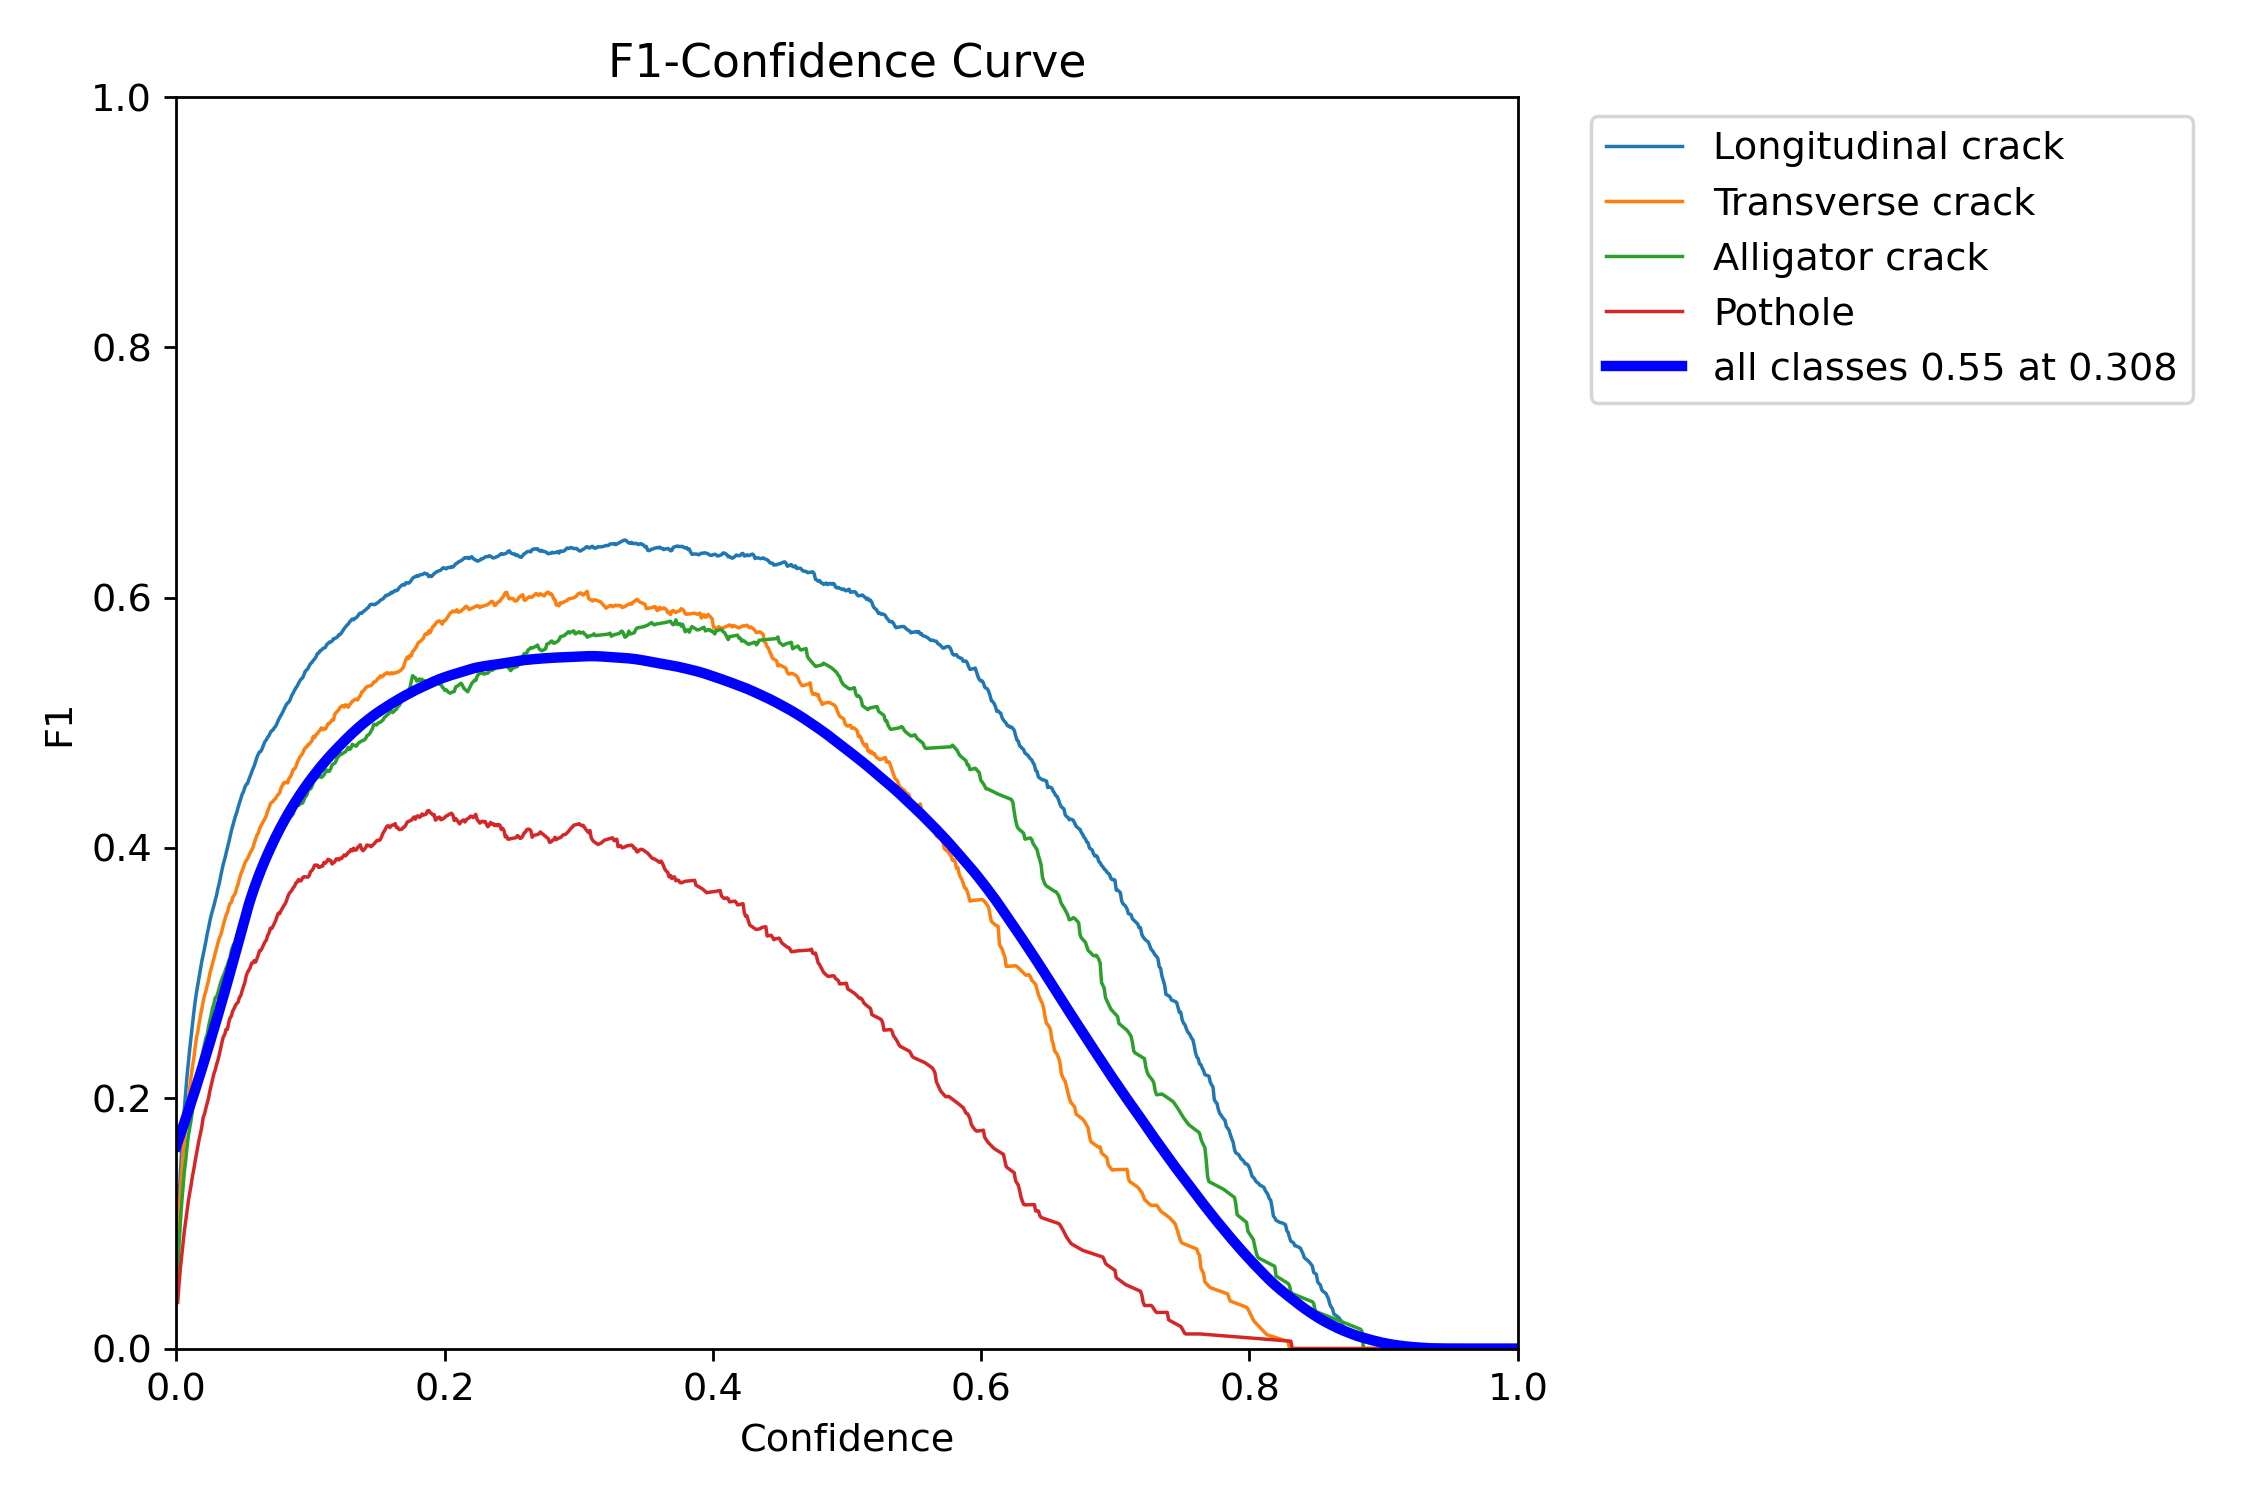 F1-Confidence Curve
1.0
0.8
0.6
0.4
0.2
0.0
F1
0.0 0.2 0.4 0.6 0.8 1.0
Confidence
Longitudinal crack
Transverse crack
Alligator crack
Pothole
all classes 0.55 at 0.308